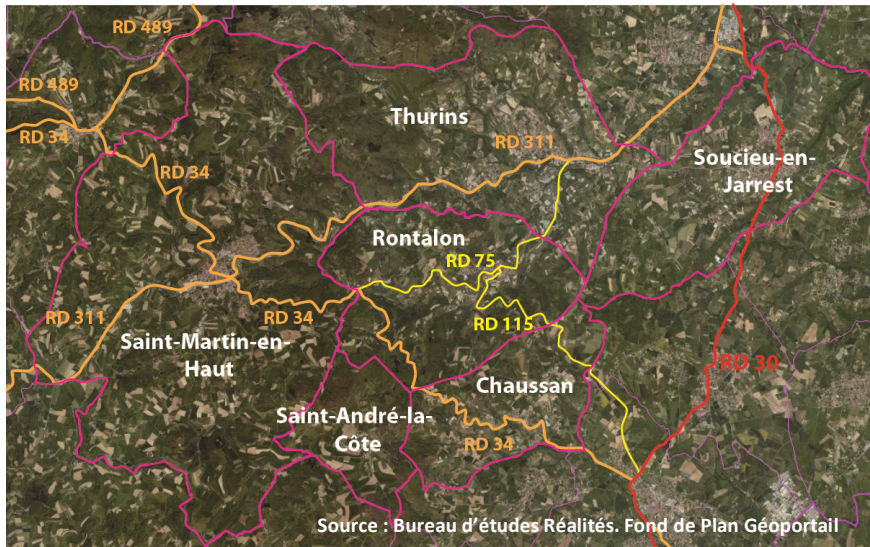 RD 489
RD 489
RD 34
Thurins
RD 311
Soucieu-en-
Jarrest
RD 34
Rontalon
RD 75
RD 311
RD 34
RD 115
Saint-Martin-en-
Haut
RD 30
Chaussan
Saint-André-la-
Côte
RD 34
Source : Bureau d'études Réalités. Fond de Plan Géoportail